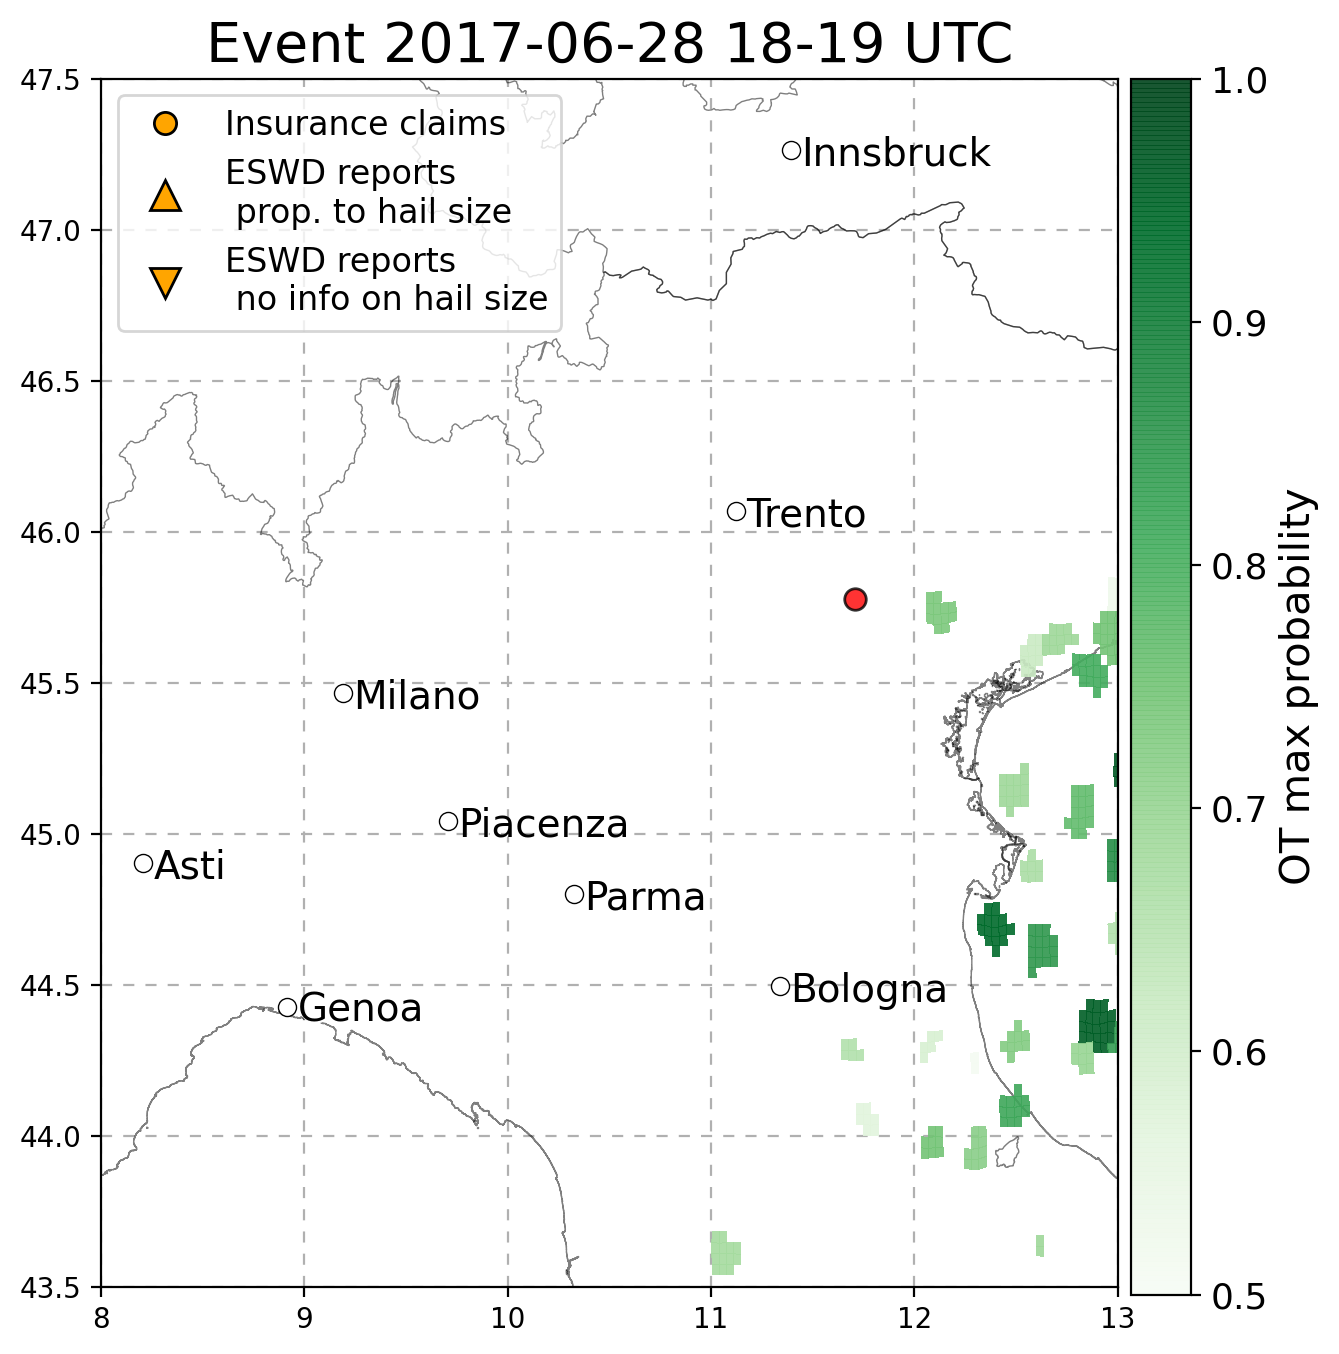 Event 2017-06-28 18-19 UTC
47.5
47.0
46.5
46.0
45.5
45.0
44.5
44.0
43.5
Insurance claims
ESWD reports
prop. to hail size
ESWD reports
no info on hail size
Innsbruck
Trento
Milano
Piacenza
Asti
Parma
Bologna
Genoa
8
9
10
11
12
13
1.0
0.9
0.8
0.7
0.6
0.5
OT max probability